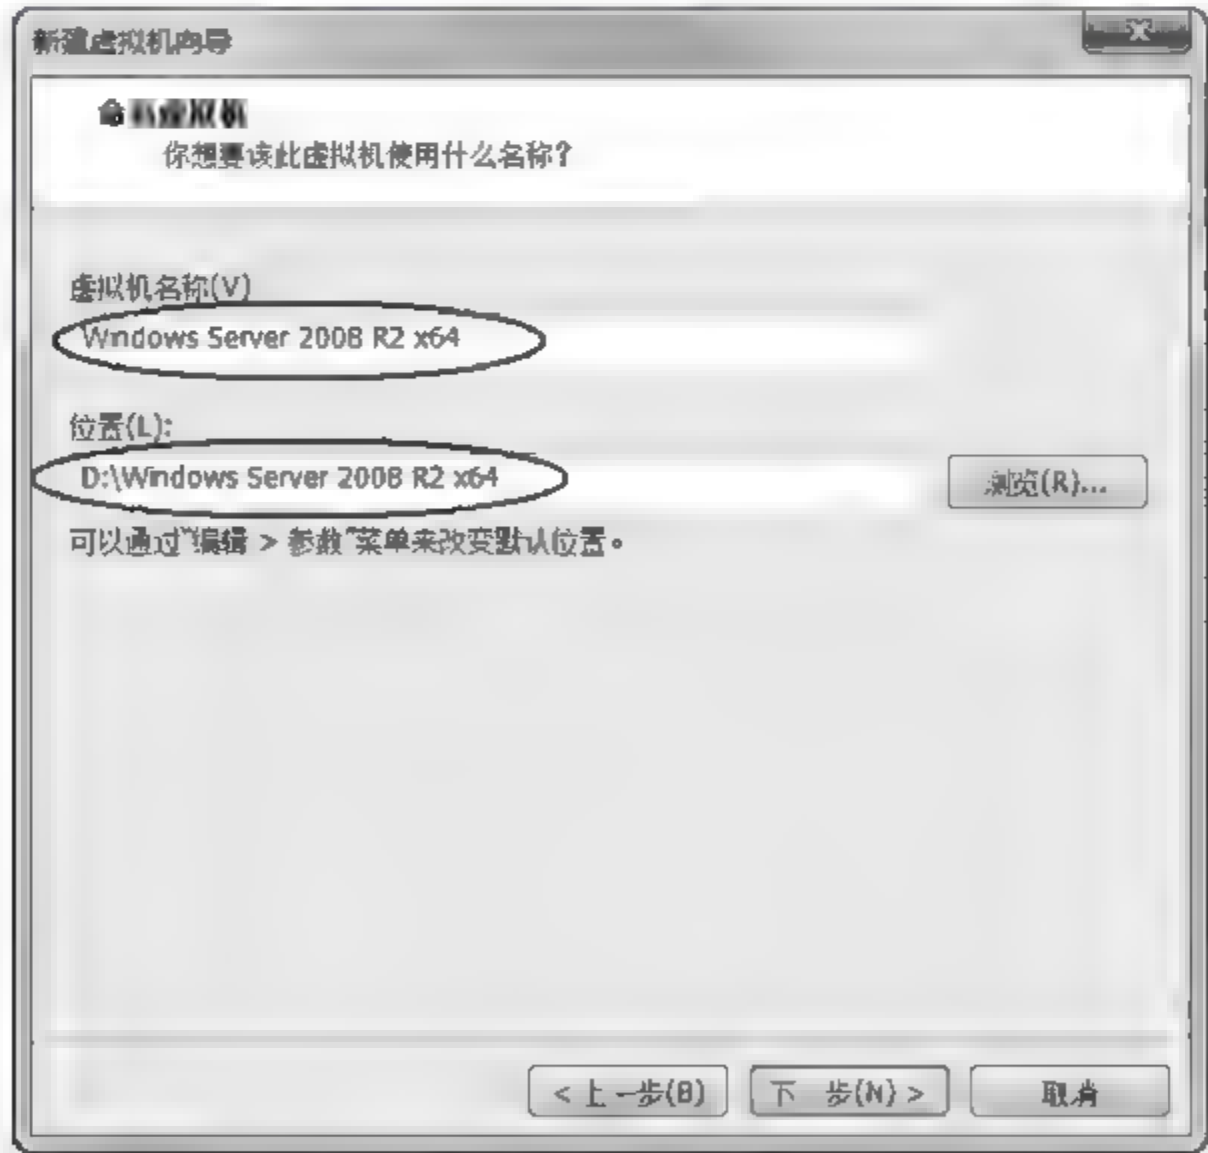 新建虚拟机向导
你想要该此虚拟机使用什么名称?
虚拟机名称(V)
Windows Server 2008 R2 x64
位置(L):
D:\Windows Server 2008 R2 x64
浏览(R)...
可以通过"编辑 > 参数"菜单来改变默认位置。
< 上一步(B)
下一步(N) >
取消